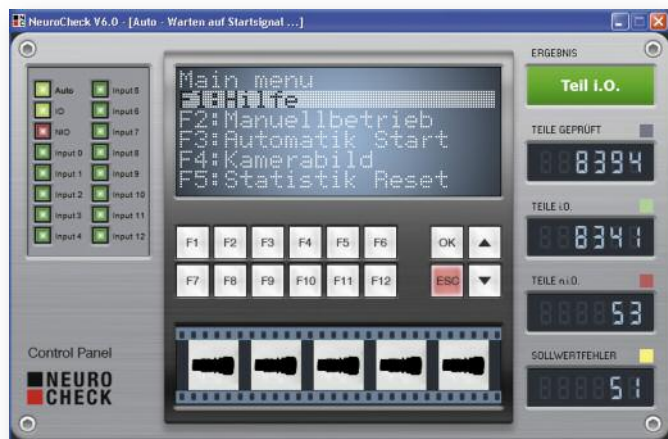 NeuroCheck V6.0 - [Auto - Warten auf Startsignal ...]
Auto
IO
NIO
Input 0
Input 1
Input 2
Input 3
Input 4
Input 5
Input 6
Input 7
Input 8
Input 9
Input 10
Input 11
Input 12
Main menu
F1:Hilfe
F2:Manuellbetrieb
F3:Automatik Start
F4:Kamerabild
F5:Statistik Reset
F1 F2 F3 F4 F5 F6 OK
F7 F8 F9 F10 F11 F12 ESC
Control Panel
NEURO
CHECK
ERGEBNIS
Teil i.O.
TEILE GEPRÜFT
8394
TEILE i.O.
8341
TEILE n.i.O.
53
SOLLWERTFEHLER
51